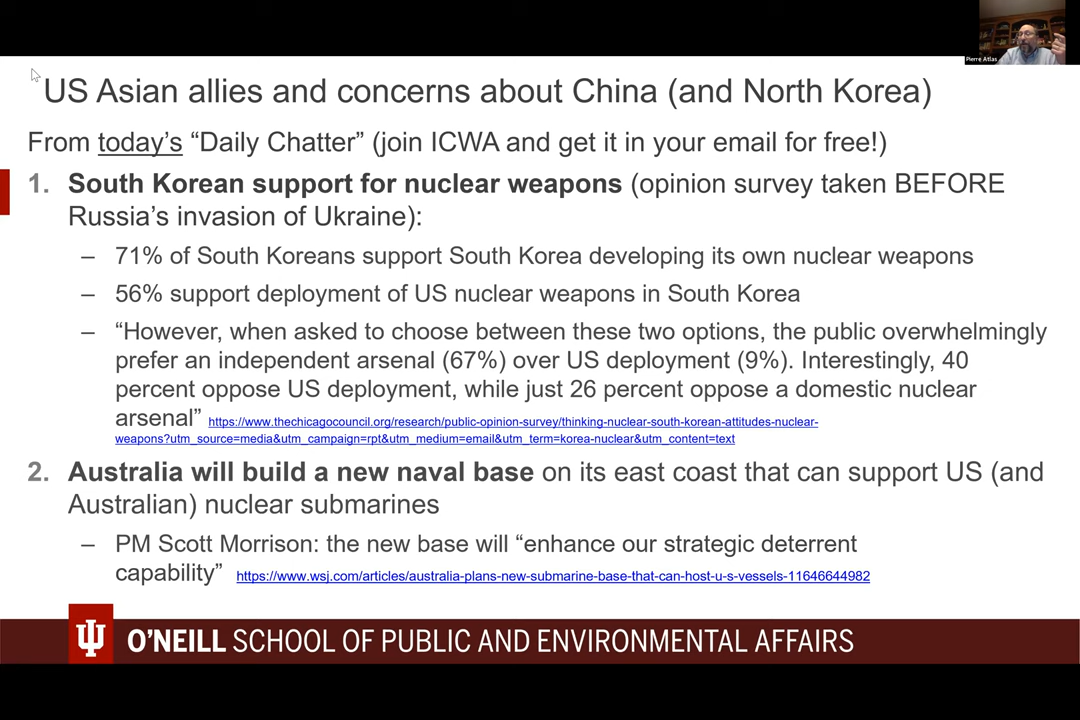 Pierre Atlas
US Asian allies and concerns about China (and North Korea)
From today's “Daily Chatter” (join ICWA and get it in your email for free!)
1. South Korean support for nuclear weapons (opinion survey taken BEFORE
Russia's invasion of Ukraine):
– 71% of South Koreans support South Korea developing its own nuclear weapons
– 56% support deployment of US nuclear weapons in South Korea
– “However, when asked to choose between these two options, the public overwhelmingly
prefer an independent arsenal (67%) over US deployment (9%). Interestingly, 40
percent oppose US deployment, while just 26 percent oppose a domestic nuclear
arsenal” https://www.thechicagocouncil.org/research/public-opinion-survey/thinking-nuclear-south-korean-attitudes-nuclear-
weapons?utm_source=media&utm_campaign=rpt&utm_medium=email&utm_term=korea-nuclear&utm_content=text
2. Australia will build a new naval base on its east coast that can support US (and
Australian) nuclear submarines
– PM Scott Morrison: the new base will “enhance our strategic deterrent
capability” https://www.wsj.com/articles/australia-plans-new-submarine-base-that-can-host-u-s-vessels-11646644982
O'NEILL SCHOOL OF PUBLIC AND ENVIRONMENTAL AFFAIRS